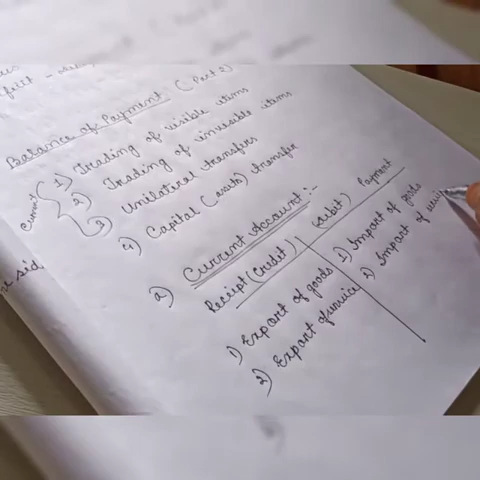 Balance of Payment (Part 2)
Current
1) Trading of visible items
2) Trading of invisible items
3) Unilateral transfers
4) Capital (assets) transfer
a) Current Account :-
Receipt (Credit) (debit) Payment
1) Export of goods 1) Import of goods
2) Export of service 2) Import of